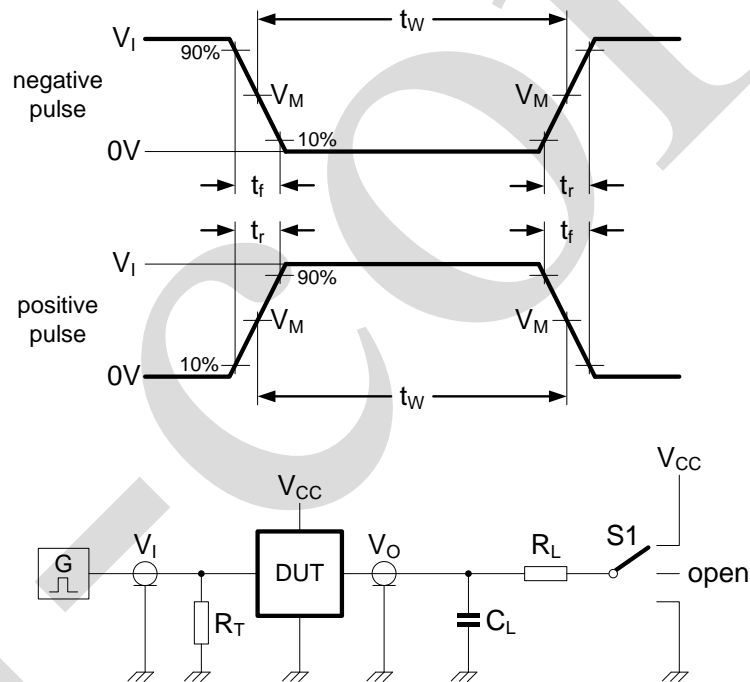 V_I
90%
t_W
negative
pulse
V_M
V_M
10%
0V
t_f
t_r
t_r
t_f
V_I
90%
positive
pulse
V_M
V_M
10%
0V
t_W
V_CC
V_CC
G
V_I
DUT
V_O
R_L
S1
open
R_T
C_L